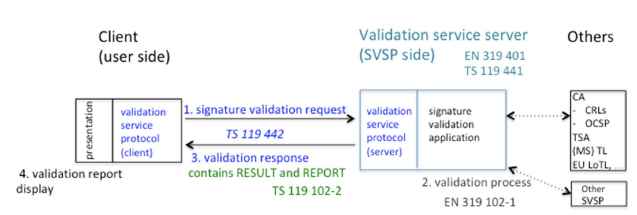 Client
(user side)
Validation service server
(SVSP side)
EN 319 401
TS 119 441
Others
presentation
validation
service
protocol
(client)
1. signature validation request
TS 119 442
3. validation response
contains RESULT and REPORT
TS 119 102-2
4. validation report
display
validation
service
protocol
(server)
signature
validation
application
2. validation process
EN 319 102-1
CA
- CRLs
- OCSP
TSA
(MS) TL
EU LoTL, ...
Other
SVSP